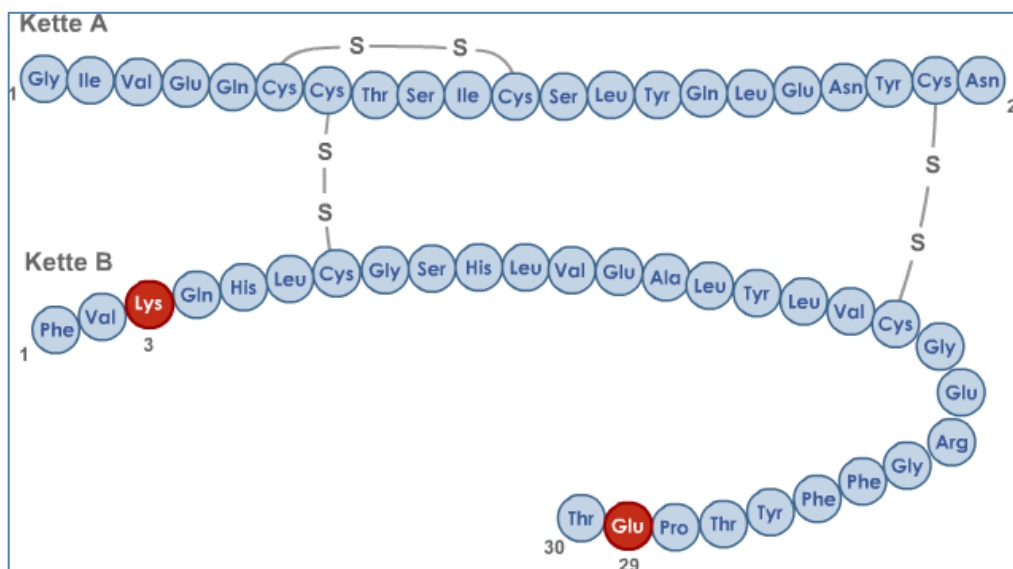 Kette A
S S
1 Gly Ile Val Glu Gln Cys Cys Thr Ser Ile Cys Ser Leu Tyr Gln Leu Glu Asn Tyr Cys Asn 2
S S
S S
Kette B
1 Phe Val Lys Gln His Leu Cys Gly Ser His Leu Val Glu Ala Leu Tyr Leu Val Cys Gly Glu Arg Gly Phe Phe Tyr Thr Pro Glu Thr 30
3
29